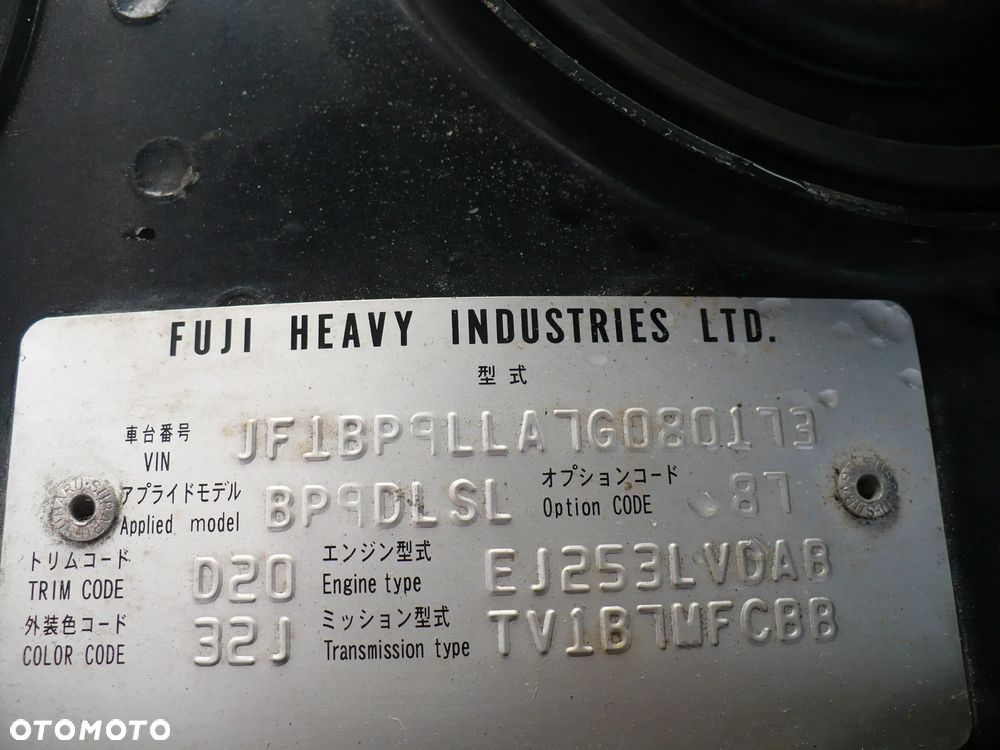 FUJI HEAVY INDUSTRIES LTD.
型式
車台番号 JF1BP9LLA7G080173
VIN
アプライドモデル BP9DLSL オプションコード 87
Applied model Option CODE
トリムコード D20 エンジン型式 EJ253LVDAB
TRIM CODE Engine type
外装色コード 32J ミッション型式 TV1B7MFCBB
COLOR CODE Transmission type
OTOMOTO